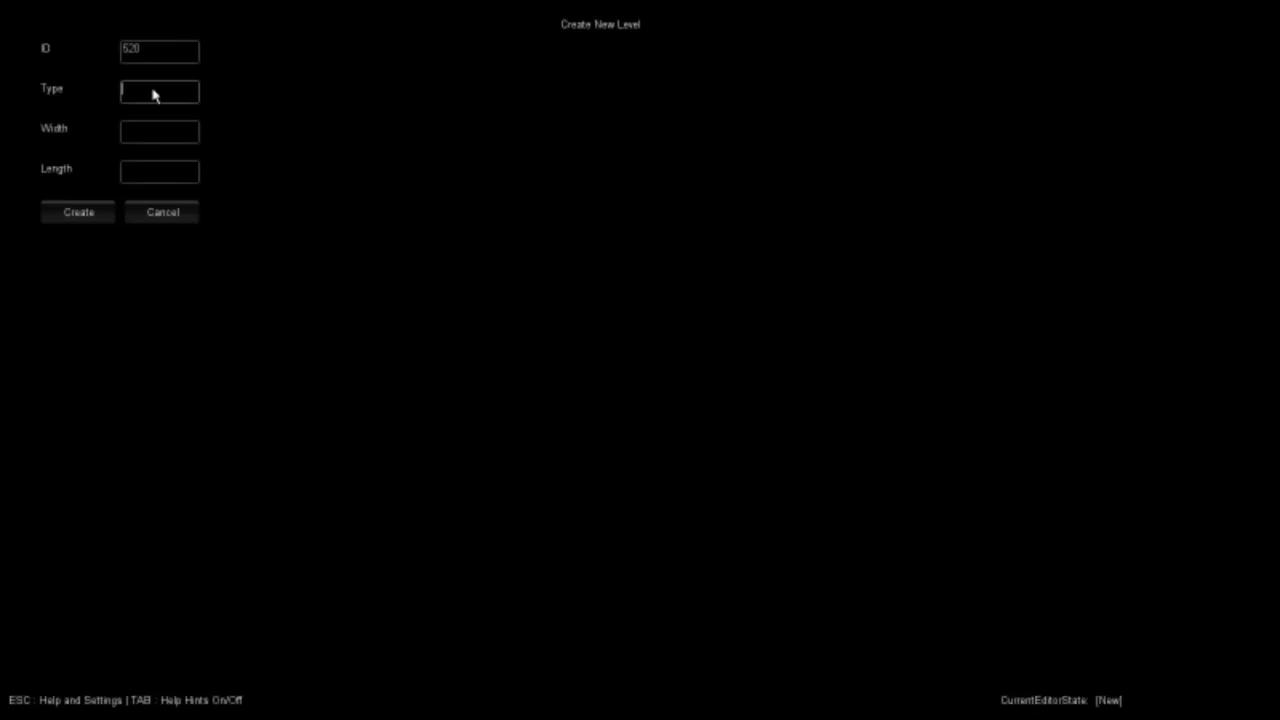 Create New Level
ID 520
Type
Width
Length
Create Cancel
ESC : Help and Settings | TAB : Help Hints On/Off CurrentEditorState: [New]